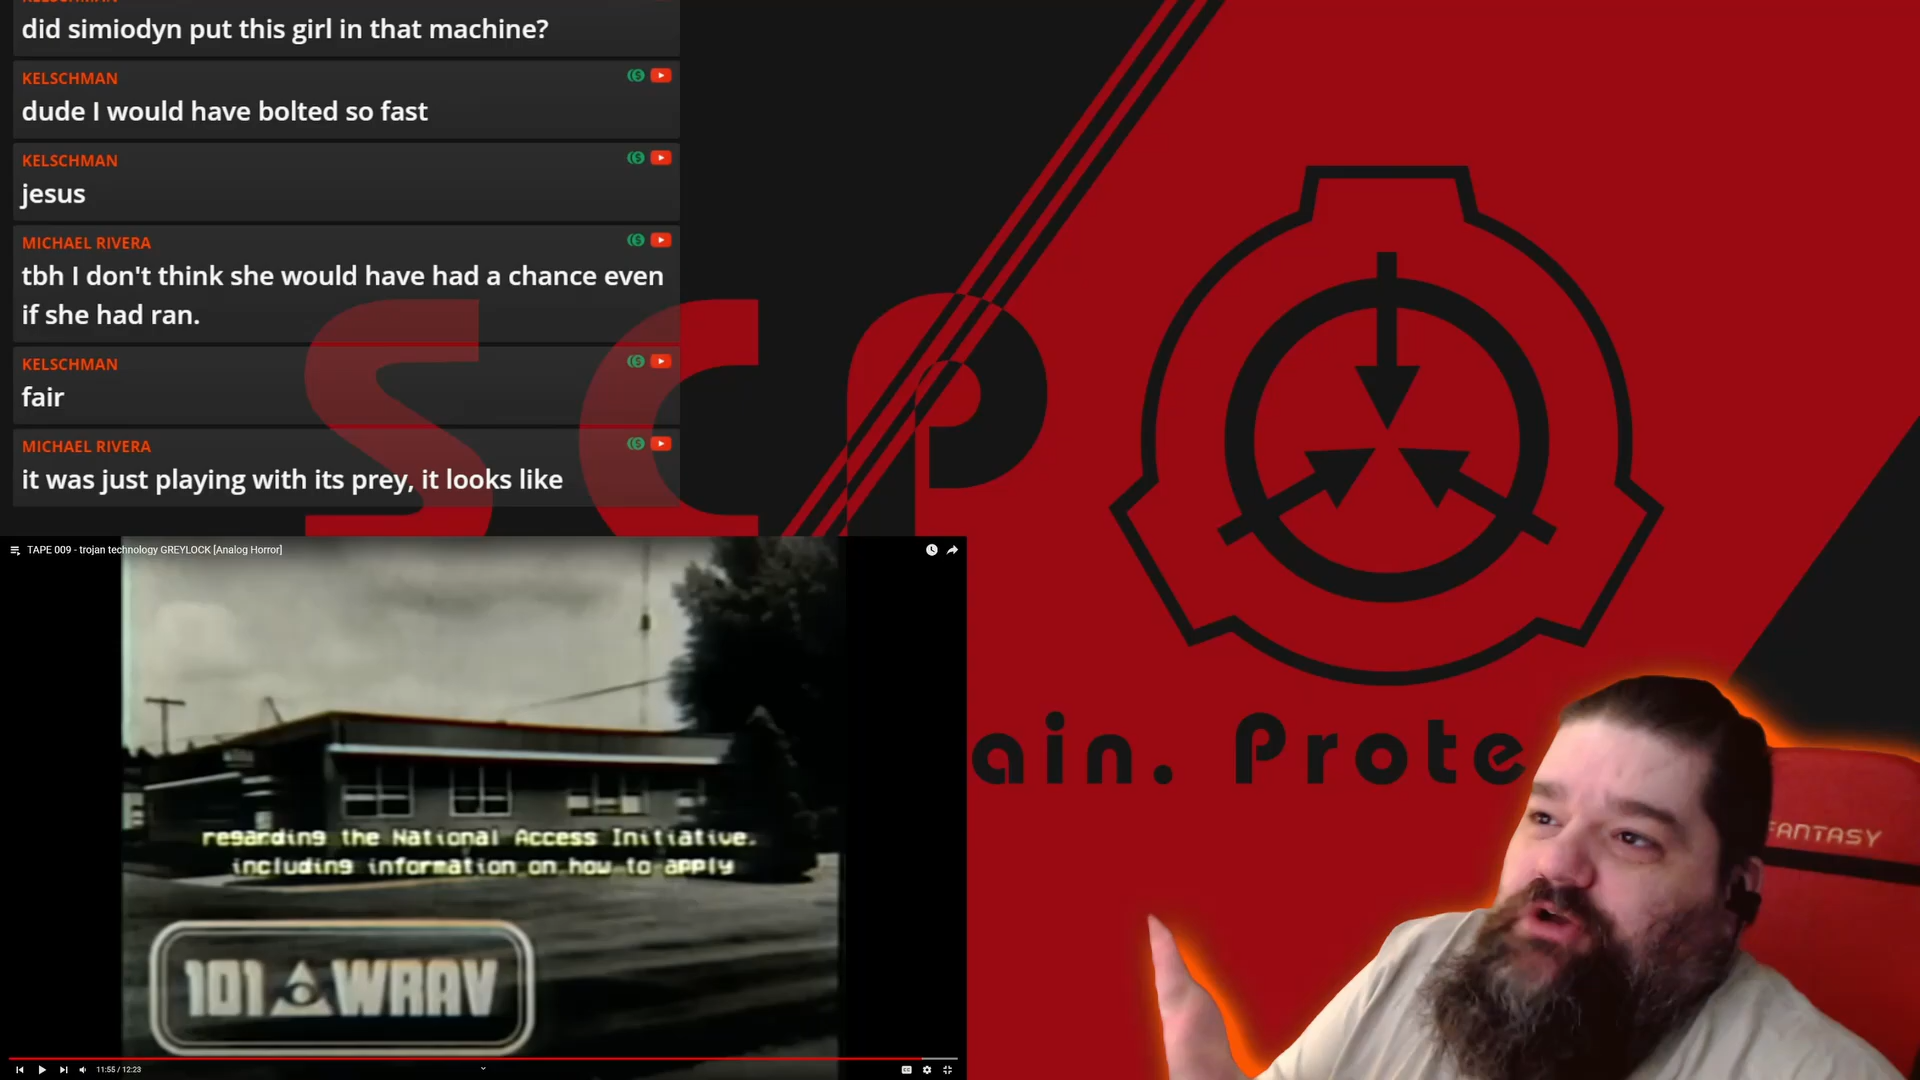 did simiodyn put this girl in that machine?
KELSCHMAN
dude I would have bolted so fast
KELSCHMAN
jesus
MICHAEL RIVERA
tbh I don't think she would have had a chance even
if she had ran.
KELSCHMAN
fair
MICHAEL RIVERA
it was just playing with its prey, it looks like
SCP
TAPE 009 - trojan technology GREYLOCK [Analog Horror]
ain. Prote
FANTASY
regarding the National Access Initiative.
including information on how to apply
101 WRAV
11:55 / 12:23